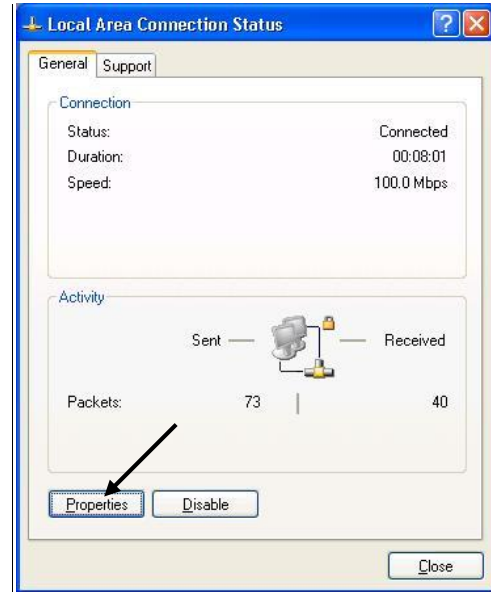 Local Area Connection Status
General Support
Connection
Status: Connected
Duration: 00:08:01
Speed: 100.0 Mbps
Activity
Sent Received
Packets: 73 40
Properties Disable
Close